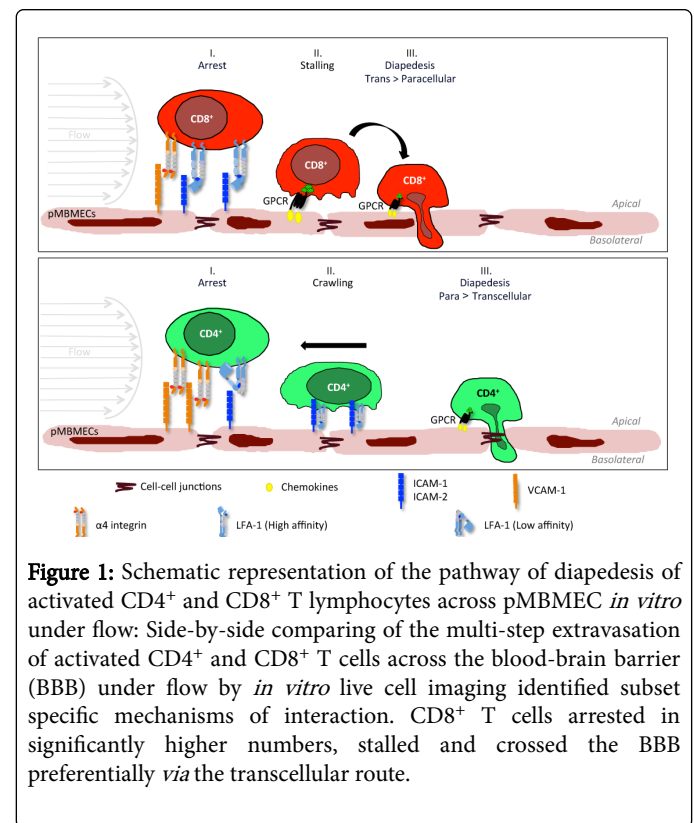 I. II. III.
Arrest Stalling Diapedesis
Trans > Paracellular
CD8⁺
Flow CD8⁺
CD8⁺
GPCR GPCR
pMBMECs Apical
Basolateral
I. II. III.
Arrest Crawling Diapedesis
Para > Transcellular
CD4⁺
Flow
CD4⁺ CD4⁺
GPCR
Apical
pMBMECs
Basolateral
Cell-cell junctions Chemokines ICAM-1 VCAM-1
ICAM-2
α4 integrin LFA-1 (High affinity) LFA-1 (Low affinity)
Figure 1: Schematic representation of the pathway of diapedesis of
activated CD4⁺ and CD8⁺ T lymphocytes across pMBMEC in vitro
under flow: Side-by-side comparing of the multi-step extravasation
of activated CD4⁺ and CD8⁺ T cells across the blood-brain barrier
(BBB) under flow by in vitro live cell imaging identified subset
specific mechanisms of interaction. CD8⁺ T cells arrested in
significantly higher numbers, stalled and crossed the BBB
preferentially via the transcellular route.